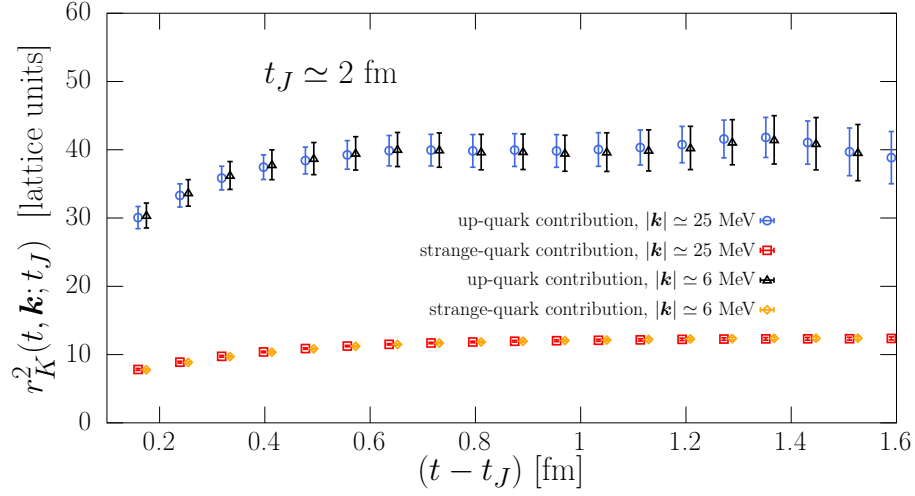 60
50
40
30
20
10
0
r²_K(t, k; t_J) [lattice units]
t_J ≃ 2 fm
up-quark contribution, |k| ≃ 25 MeV
strange-quark contribution, |k| ≃ 25 MeV
up-quark contribution, |k| ≃ 6 MeV
strange-quark contribution, |k| ≃ 6 MeV
0.2 0.4 0.6 0.8 1 1.2 1.4 1.6
(t − t_J) [fm]